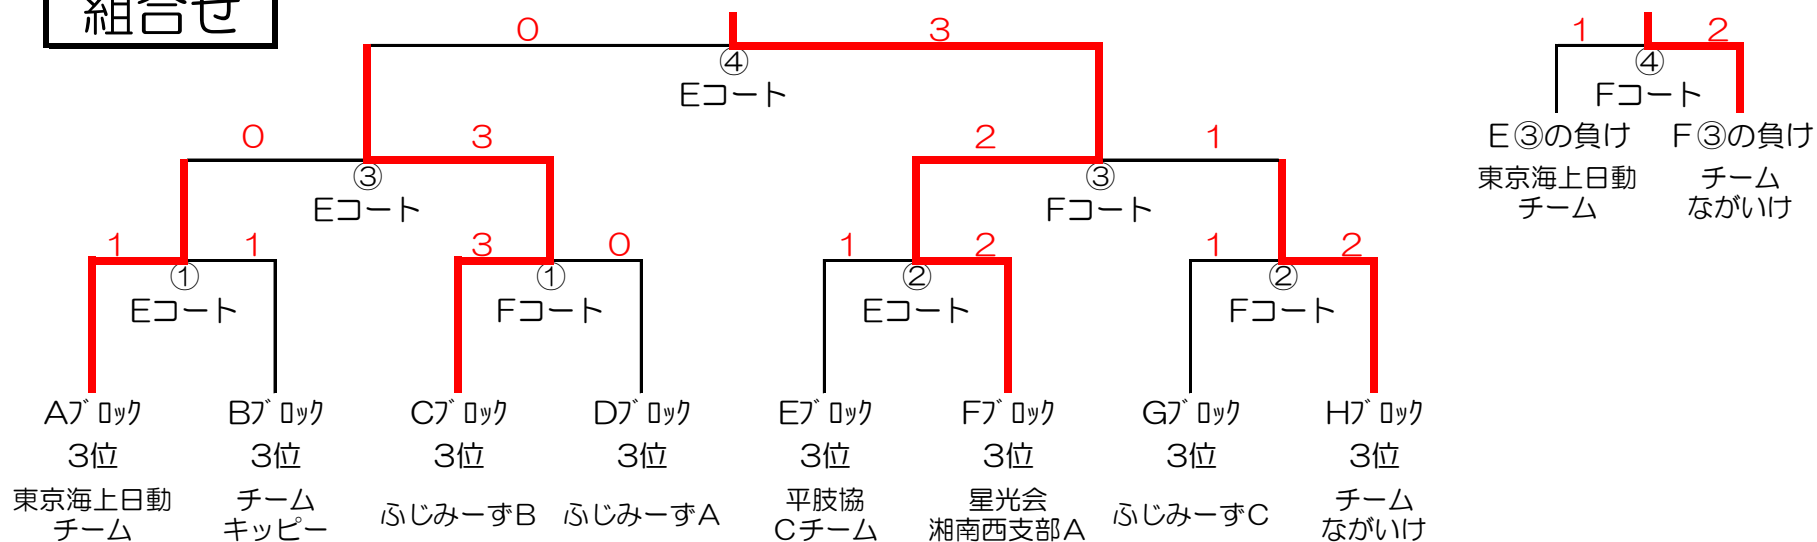 組合せ
0 3
④
Eコート
1 2
④
Fコート
E③の負け F③の負け
東京海上日動
チーム
チーム
ながいけ
0 3
③
Eコート
2 1
③
Fコート
1 1
①
Eコート
3 0
①
Fコート
1 2
②
Eコート
1 2
②
Fコート
Aブロック
3位
東京海上日動
チーム
Bブロック
3位
チーム
キッピー
Cブロック
3位
ふじみーずB
Dブロック
3位
ふじみーずA
Eブロック
3位
平肢協
Cチーム
Fブロック
3位
星光会
湘南西支部A
Gブロック
3位
ふじみーずC
Hブロック
3位
チーム
ながいけ